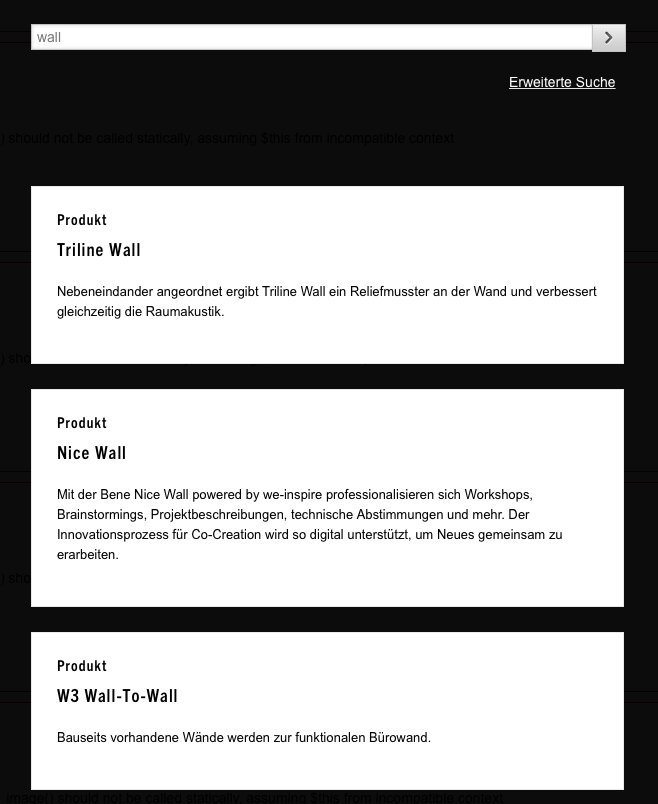 wall
Erweiterte Suche
) should not be called statically, assuming $this from incompatible context
Produkt
Triline Wall
Nebeneindander angeordnet ergibt Triline Wall ein Reliefmusster an der Wand und verbessert
gleichzeitig die Raumakustik.
) sho
Produkt
Nice Wall
Mit der Bene Nice Wall powered by we-inspire professionalisieren sich Workshops,
Brainstormings, Projektbeschreibungen, technische Abstimmungen und mehr. Der
Innovationsprozess für Co-Creation wird so digital unterstützt, um Neues gemeinsam zu
erarbeiten.
) sho
Produkt
W3 Wall-To-Wall
Bauseits vorhandene Wände werden zur funktionalen Bürowand.
image() should not be called statically, assuming $this from incompatible context